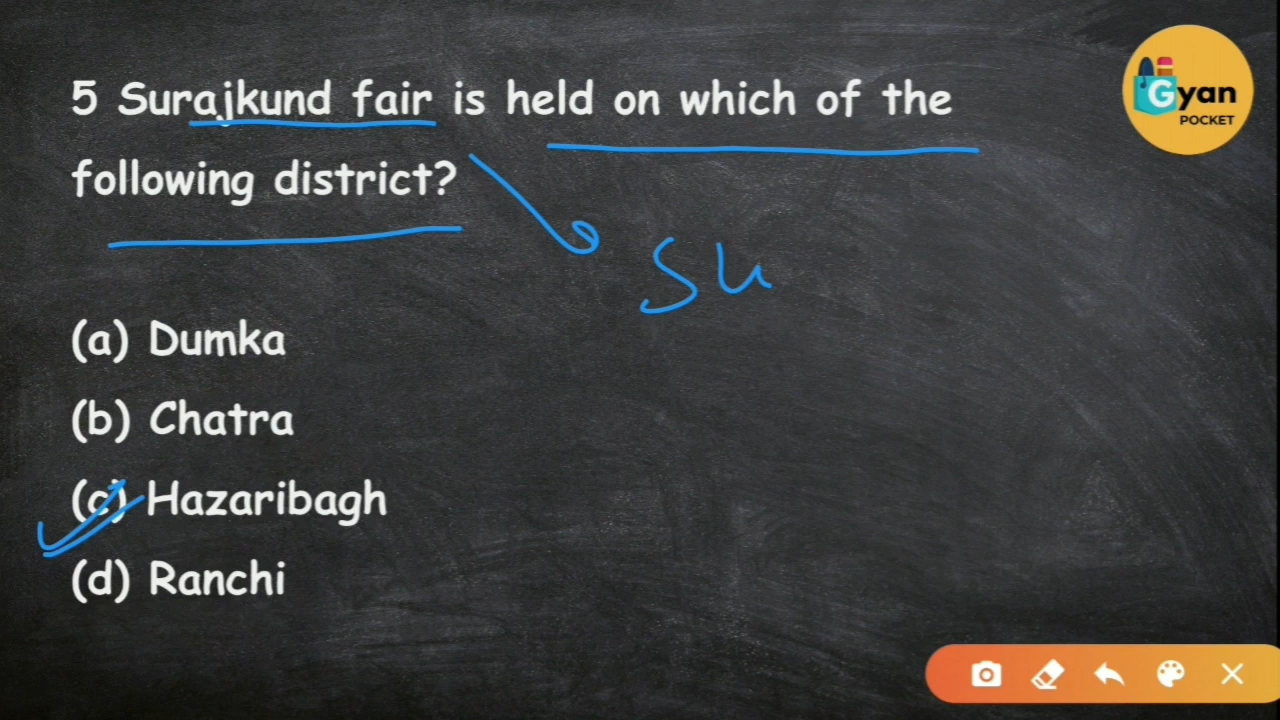 5 Surajkund fair is held on which of the
following district?
Gyan
POCKET
Su
(a) Dumka
(b) Chatra
(c) Hazaribagh
(d) Ranchi